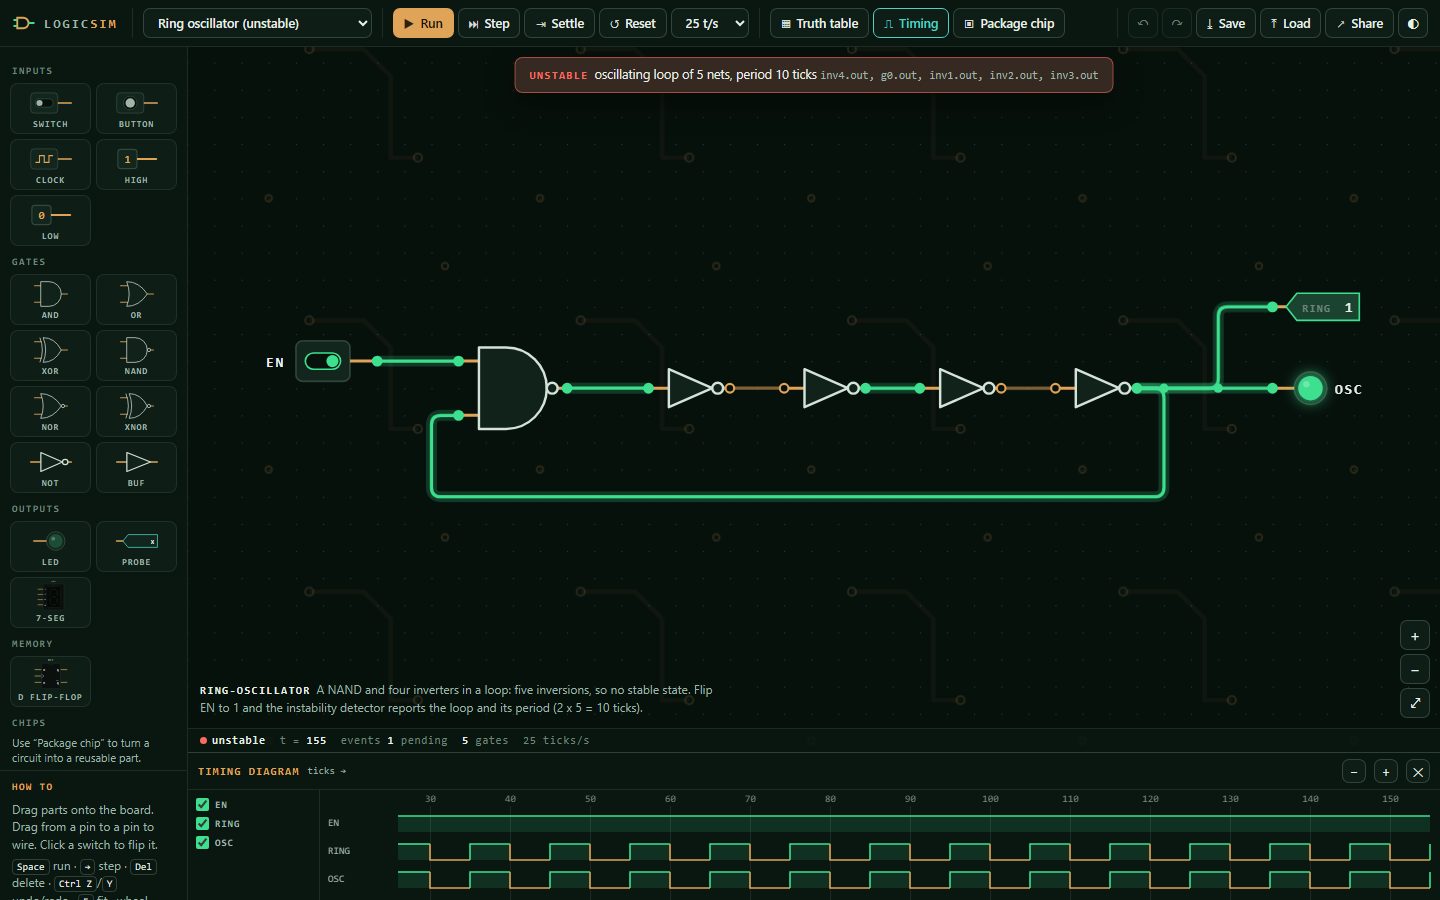 LOGICSIM
Ring oscillator (unstable)
Run
Step
Settle
Reset
25 t/s
Truth table
Timing
Package chip
Save
Load
Share
UNSTABLE oscillating loop of 5 nets, period 10 ticks inv4.out, g0.out, inv1.out, inv2.out, inv3.out
INPUTS
SWITCH
BUTTON
CLOCK
1
HIGH
0
LOW
GATES
AND
OR
XOR
NAND
NOR
XNOR
NOT
BUF
OUTPUTS
LED
PROBE
7-SEG
MEMORY
D FLIP-FLOP
CHIPS
Use “Package chip” to turn a
circuit into a reusable part.
HOW TO
Drag parts onto the board.
Drag from a pin to a pin to
wire. Click a switch to flip it.
Space run · → step · Del
delete · Ctrl Z / Y
EN
RING 1
OSC
RING-OSCILLATOR A NAND and four inverters in a loop: five inversions, so no stable state. Flip
EN to 1 and the instability detector reports the loop and its period (2 x 5 = 10 ticks).
+
−
unstable t = 155 events 1 pending 5 gates 25 ticks/s
TIMING DIAGRAM ticks →
− +
EN
RING
OSC
30 40 50 60 70 80 90 100 110 120 130 140 150
EN
RING
OSC